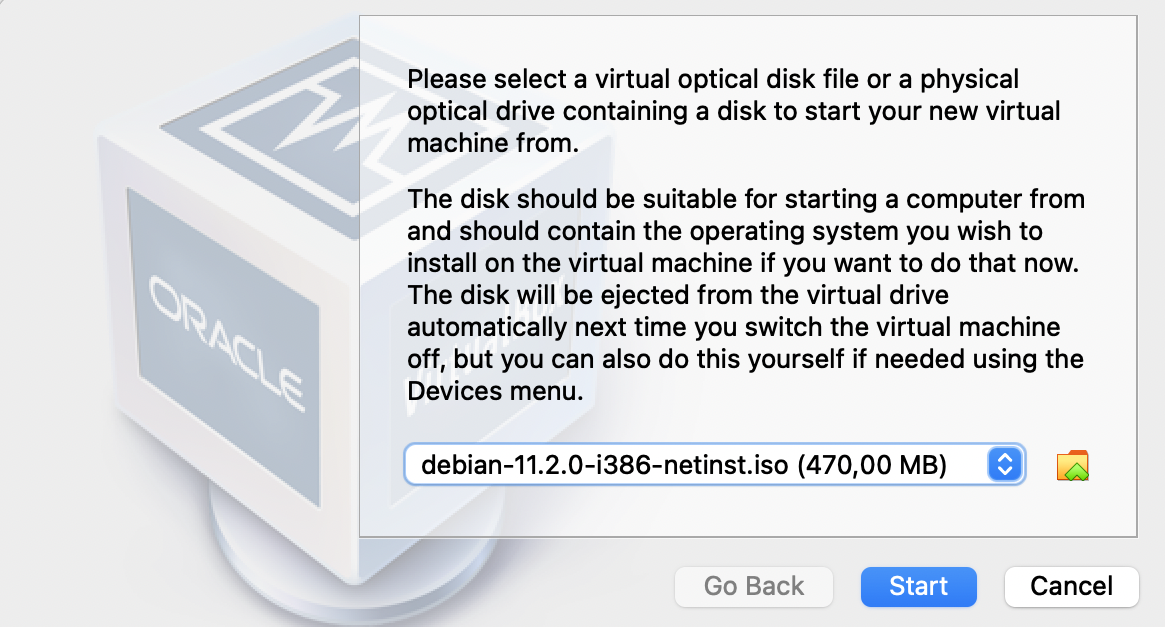 Please select a virtual optical disk file or a physical
optical drive containing a disk to start your new virtual
machine from.
The disk should be suitable for starting a computer from
and should contain the operating system you wish to
install on the virtual machine if you want to do that now.
The disk will be ejected from the virtual drive
automatically next time you switch the virtual machine
off, but you can also do this yourself if needed using the
Devices menu.
ORACLE
VirtualBox
debian-11.2.0-i386-netinst.iso (470,00 MB)
Go Back
Start
Cancel